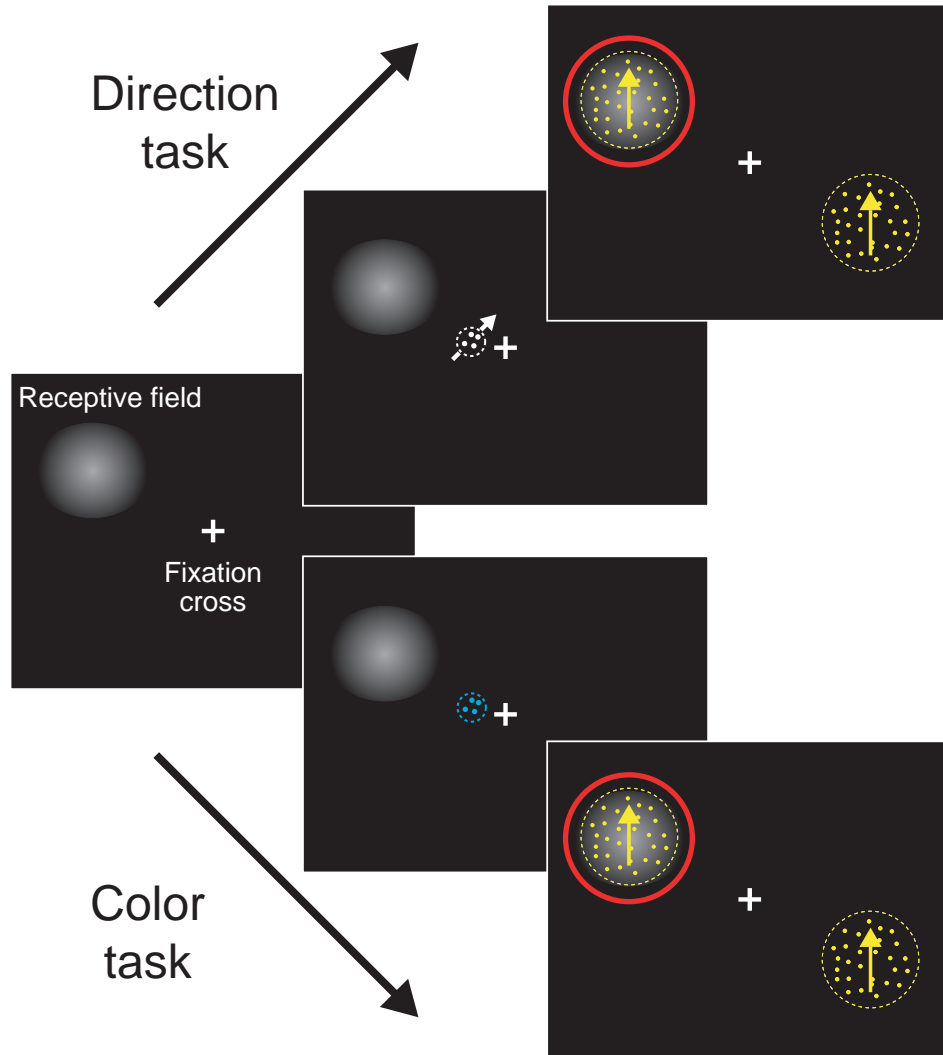 Direction
task
Receptive field
Fixation
cross
Color
task